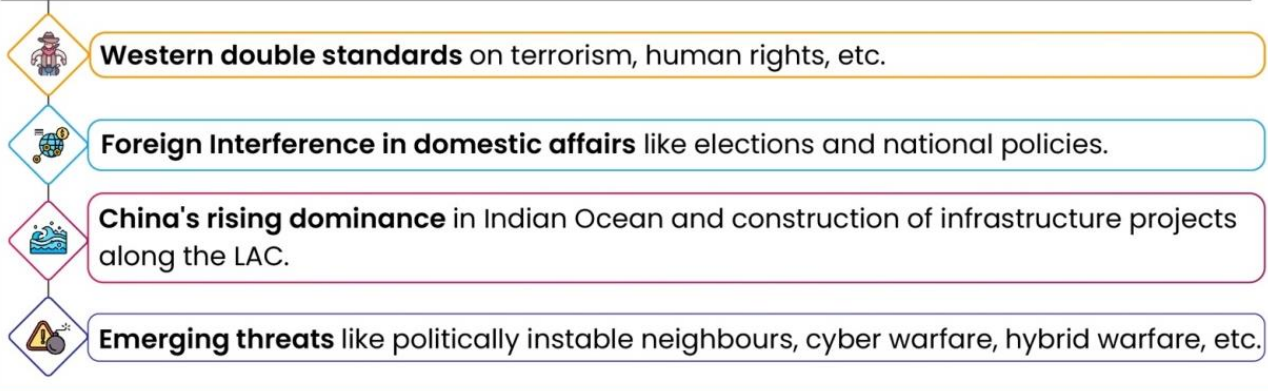 Western double standards on terrorism, human rights, etc.
Foreign Interference in domestic affairs like elections and national policies.
China's rising dominance in Indian Ocean and construction of infrastructure projects
along the LAC.
Emerging threats like politically instable neighbours, cyber warfare, hybrid warfare, etc.